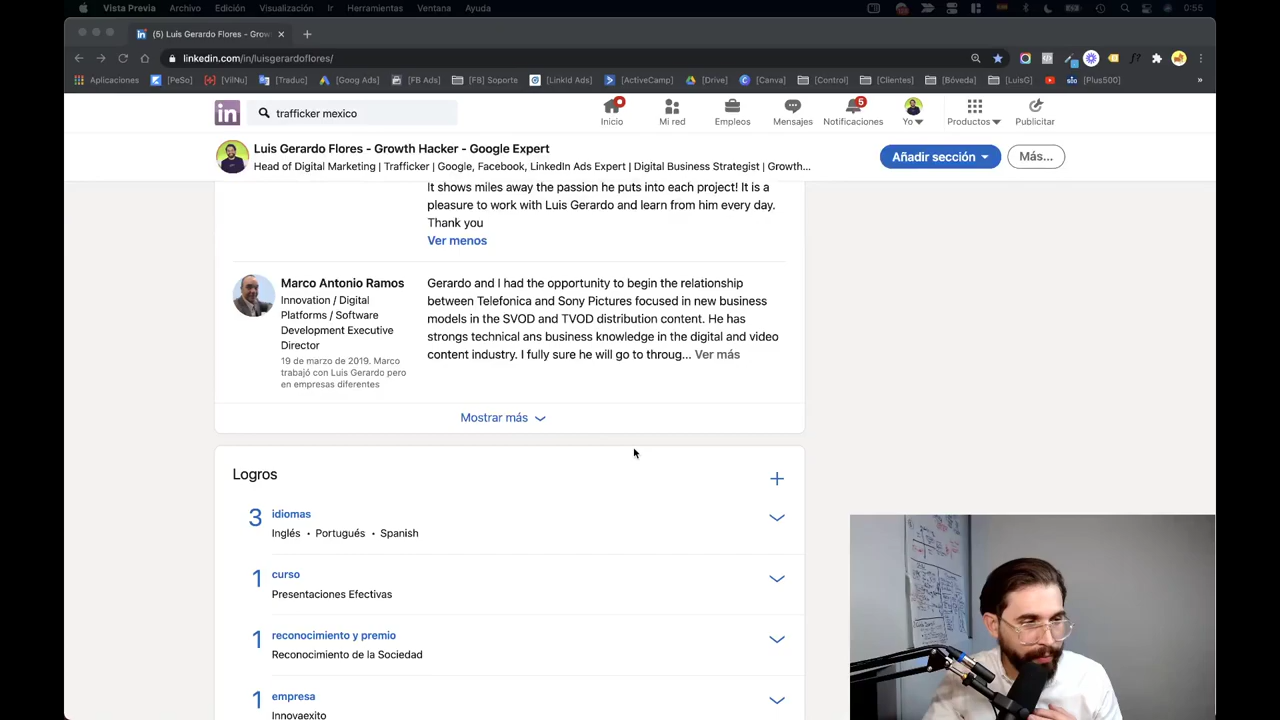 Vista Previa Archivo Edición Visualización Ir Herramientas Ventana Ayuda 0:55
(5) Luis Gerardo Flores - Grow
linkedin.com/in/luisgerardoflores/
Aplicaciones [PeSo] [VilNu] [Traduc] [Goog Ads] [FB Ads] [FB] Soporte [LinkId Ads] [ActiveCamp] [Drive] [Canva] [Control] [Clientes] [Bóveda] [LuisG] [Plus500]
in trafficker mexico
Inicio Mi red Empleos Mensajes Notificaciones Yo Productos Publicitar
5
Luis Gerardo Flores - Growth Hacker - Google Expert
Head of Digital Marketing | Trafficker | Google, Facebook, LinkedIn Ads Expert | Digital Business Strategist | Growth...
Añadir sección Más...
It shows miles away the passion he puts into each project! It is a
pleasure to work with Luis Gerardo and learn from him every day.
Thank you
Ver menos
Marco Antonio Ramos
Innovation / Digital
Platforms / Software
Development Executive
Director
19 de marzo de 2019. Marco
trabajó con Luis Gerardo pero
en empresas diferentes
Gerardo and I had the opportunity to begin the relationship
between Telefonica and Sony Pictures focused in new business
models in the SVOD and TVOD distribution content. He has
strongs technical ans business knowledge in the digital and video
content industry. I fully sure he will go to throug... Ver más
Mostrar más
Logros
3 idiomas
Inglés • Portugués • Spanish
1 curso
Presentaciones Efectivas
1 reconocimiento y premio
Reconocimiento de la Sociedad
1 empresa
Innovaexito